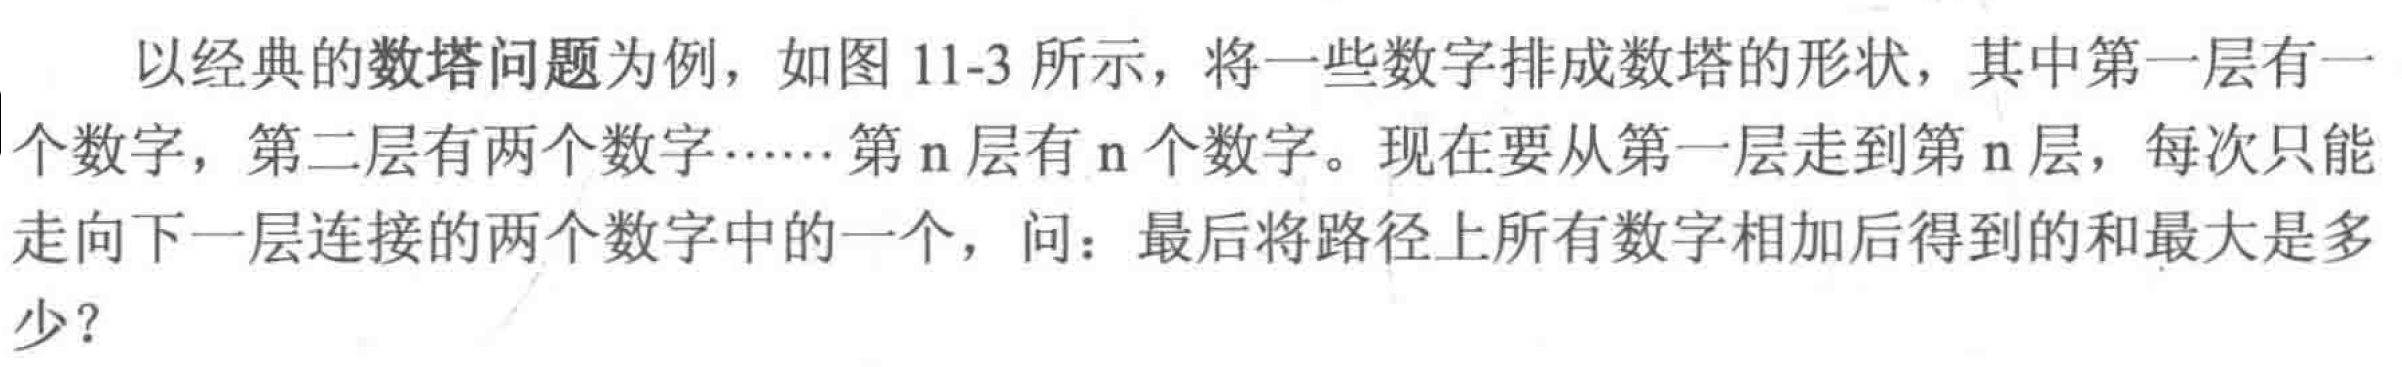 以经典的数塔问题为例，如图 11-3 所示，将一些数字排成数塔的形状，其中第一层有一
个数字，第二层有两个数字……第 n 层有 n 个数字。现在要从第一层走到第 n 层，每次只能
走向下一层连接的两个数字中的一个，问：最后将路径上所有数字相加后得到的和最大是多
少？